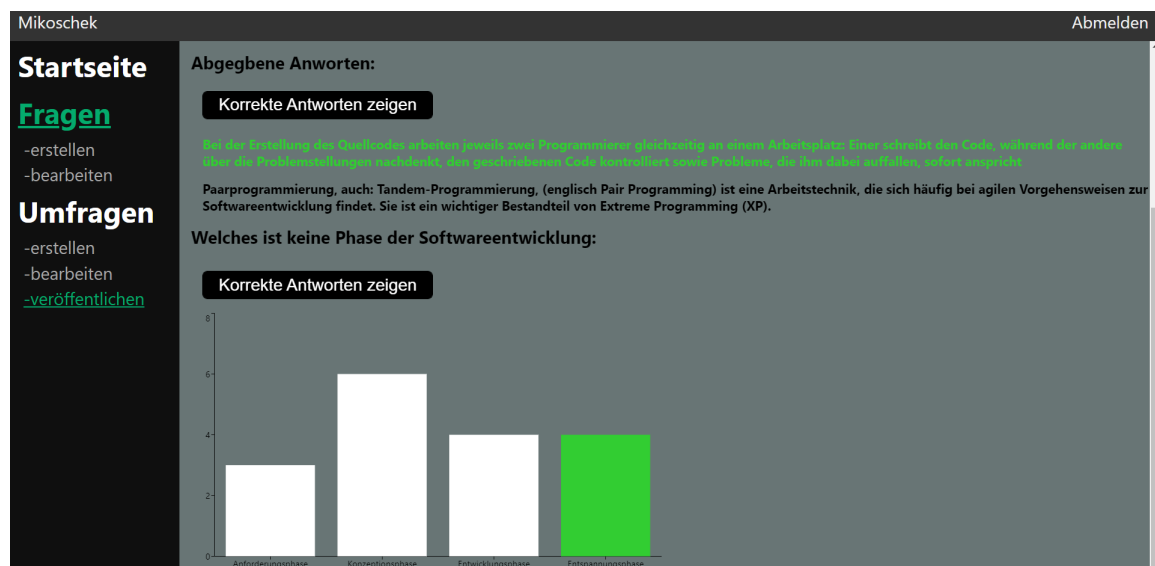 Mikoschek
Abmelden
Startseite
Fragen
-erstellen
-bearbeiten
Umfragen
-erstellen
-bearbeiten
-veröffentlichen
Abgegbene Anworten:
Korrekte Antworten zeigen
Bei der Erstellung des Quellcodes arbeiten jeweils zwei Programmierer gleichzeitig an einem Arbeitsplatz: Einer schreibt den Code, während der andere
über die Problemstellungen nachdenkt, den geschriebenen Code kontrolliert sowie Probleme, die ihm dabei auffallen, sofort anspricht
Paarprogrammierung, auch: Tandem-Programmierung, (englisch Pair Programming) ist eine Arbeitstechnik, die sich häufig bei agilen Vorgehensweisen zur
Softwareentwicklung findet. Sie ist ein wichtiger Bestandteil von Extreme Programming (XP).
Welches ist keine Phase der Softwareentwicklung:
Korrekte Antworten zeigen
8
6
4
2
0
Anforderungsphase Konzeptionsphase Entwicklungsphase Entspannungsphase